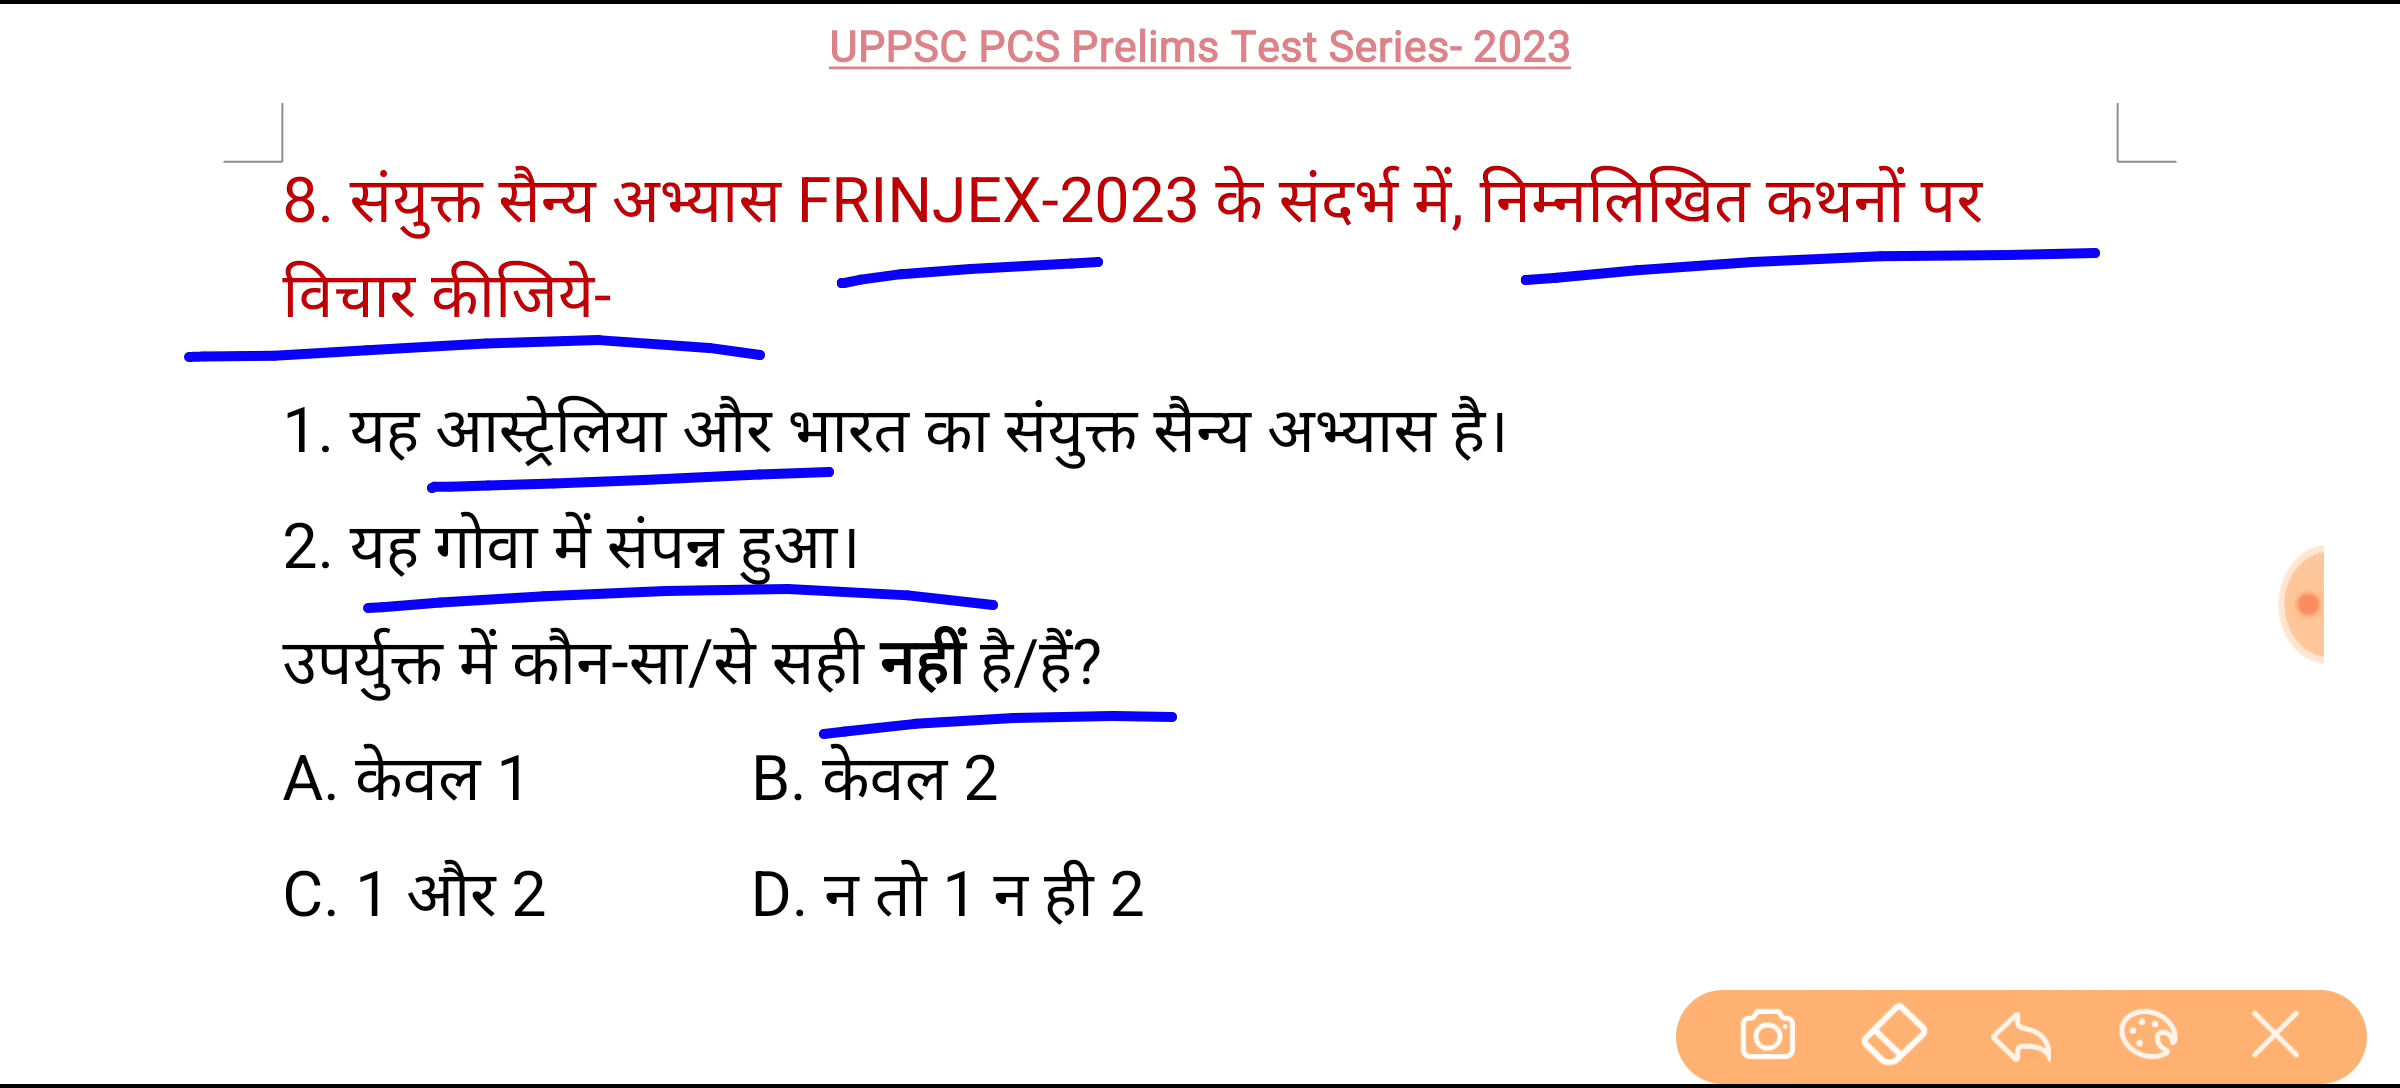 UPPSC PCS Prelims Test Series- 2023
8. संयुक्त सैन्य अभ्यास FRINJEX-2023 के संदर्भ में, निम्नलिखित कथनों पर
विचार कीजिये-
1. यह आस्ट्रेलिया और भारत का संयुक्त सैन्य अभ्यास है।
2. यह गोवा में संपन्न हुआ।
उपर्युक्त में कौन-सा/से सही नहीं है/हैं?
A. केवल 1 B. केवल 2
C. 1 और 2 D. न तो 1 न ही 2